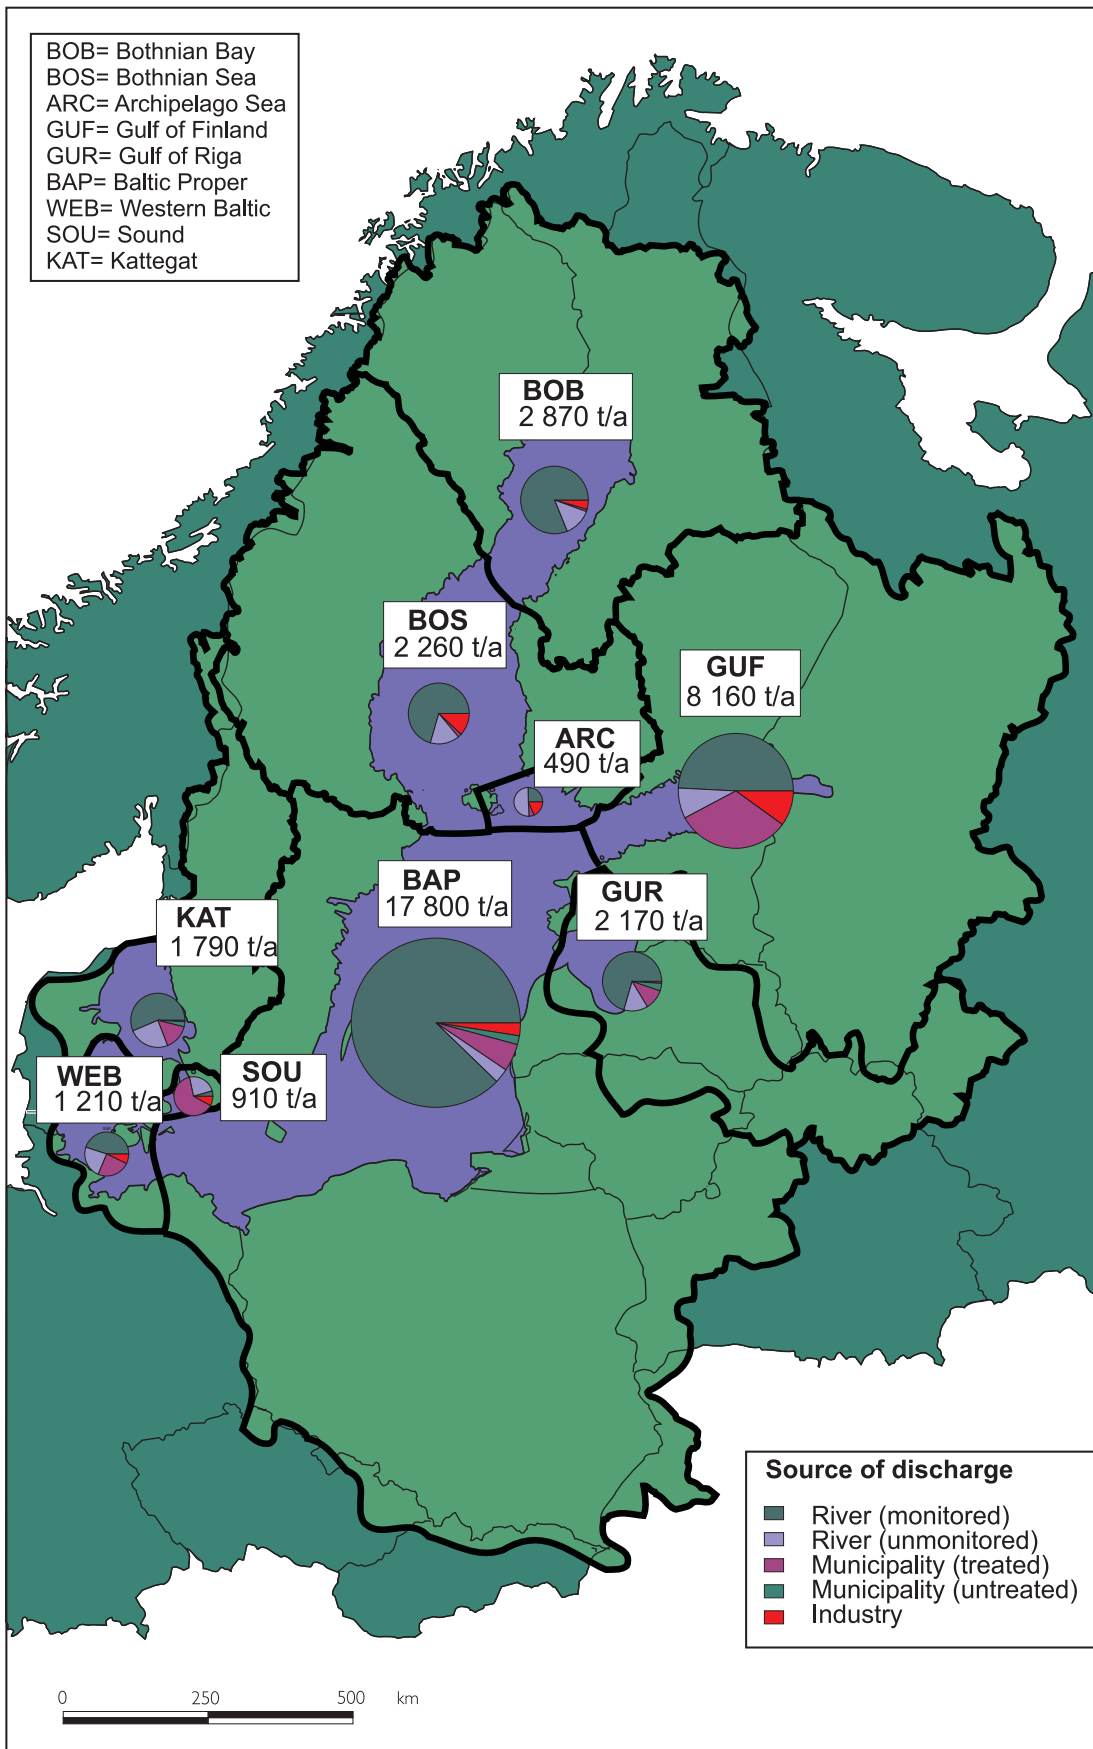 BOB= Bothnian Bay
BOS= Bothnian Sea
ARC= Archipelago Sea
GUF= Gulf of Finland
GUR= Gulf of Riga
BAP= Baltic Proper
WEB= Western Baltic
SOU= Sound
KAT= Kattegat
BOB
2 870 t/a
BOS
2 260 t/a
GUF
8 160 t/a
ARC
490 t/a
BAP
17 800 t/a
GUR
2 170 t/a
KAT
1 790 t/a
WEB
1 210 t/a
SOU
910 t/a
Source of discharge
River (monitored)
River (unmonitored)
Municipality (treated)
Municipality (untreated)
Industry
0 250 500 km